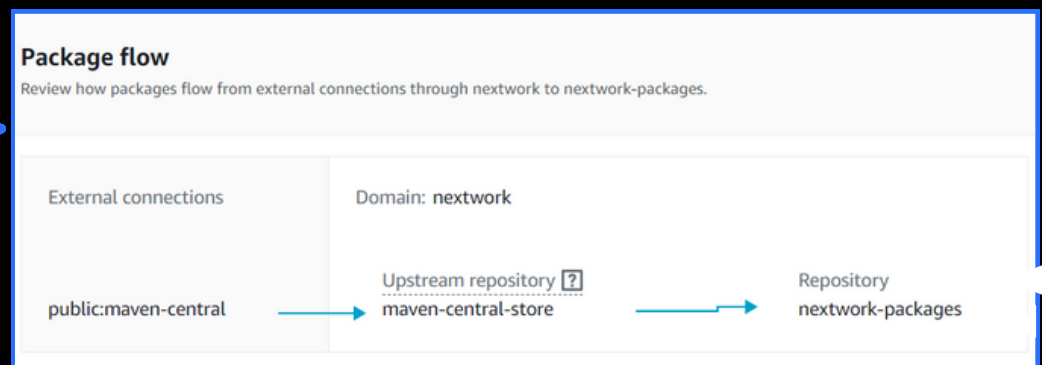 Package flow
Review how packages flow from external connections through nextwork to nextwork-packages.
External connections
Domain: nextwork
Upstream repository ?
Repository
public:maven-central
maven-central-store
nextwork-packages